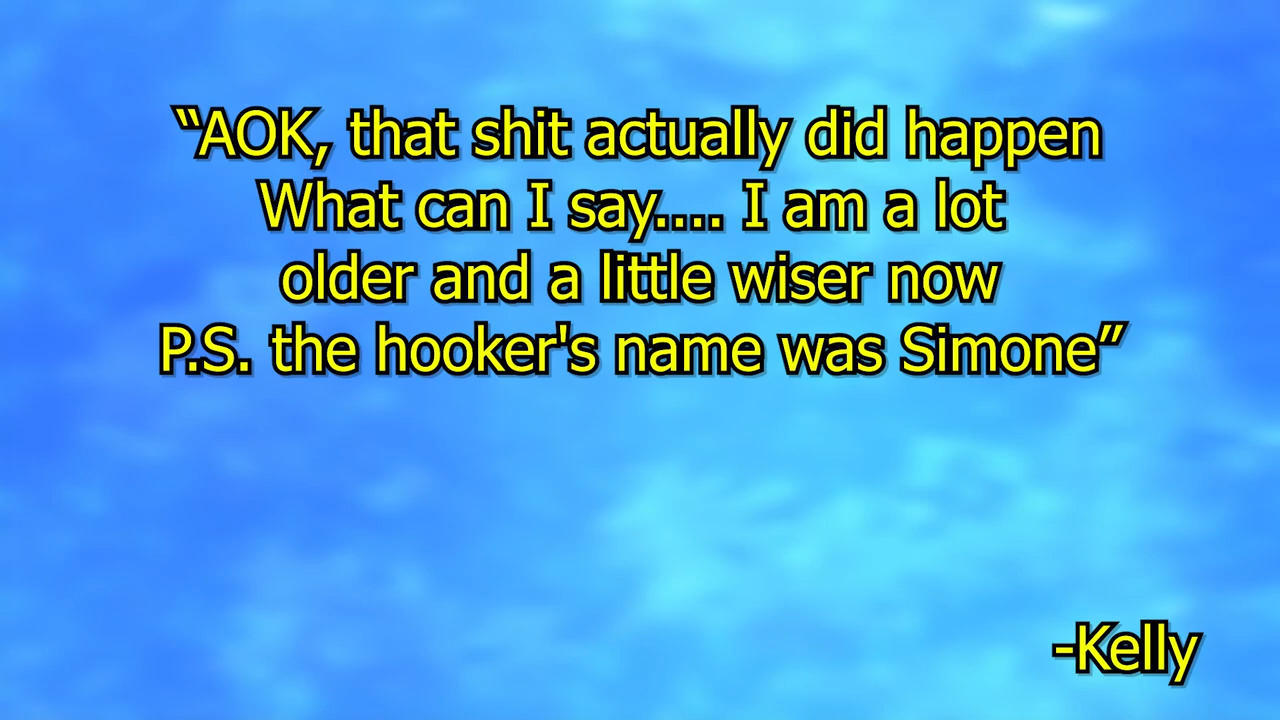 “AOK, that shit actually did happen
What can I say.... I am a lot
older and a little wiser now
P.S. the hooker's name was Simone”
-Kelly